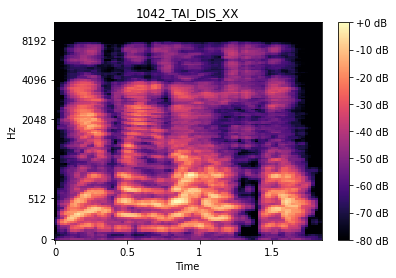 1042_TAI_DIS_XX
+0 dB
8192
-10 dB
4096
-20 dB
-30 dB
2048
-40 dB
Hz
1024
-50 dB
512
-60 dB
-70 dB
0
-80 dB
0 0.5 1 1.5
Time